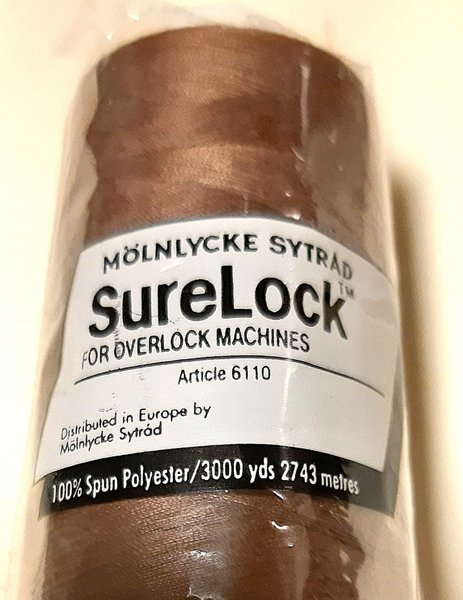 MÖLNLYCKE SYTRÅD
SureLock™
FOR OVERLOCK MACHINES
Article 6110
Distributed in Europe by
Mölnlycke Sytråd
100% Spun Polyester/3000 yds 2743 metres